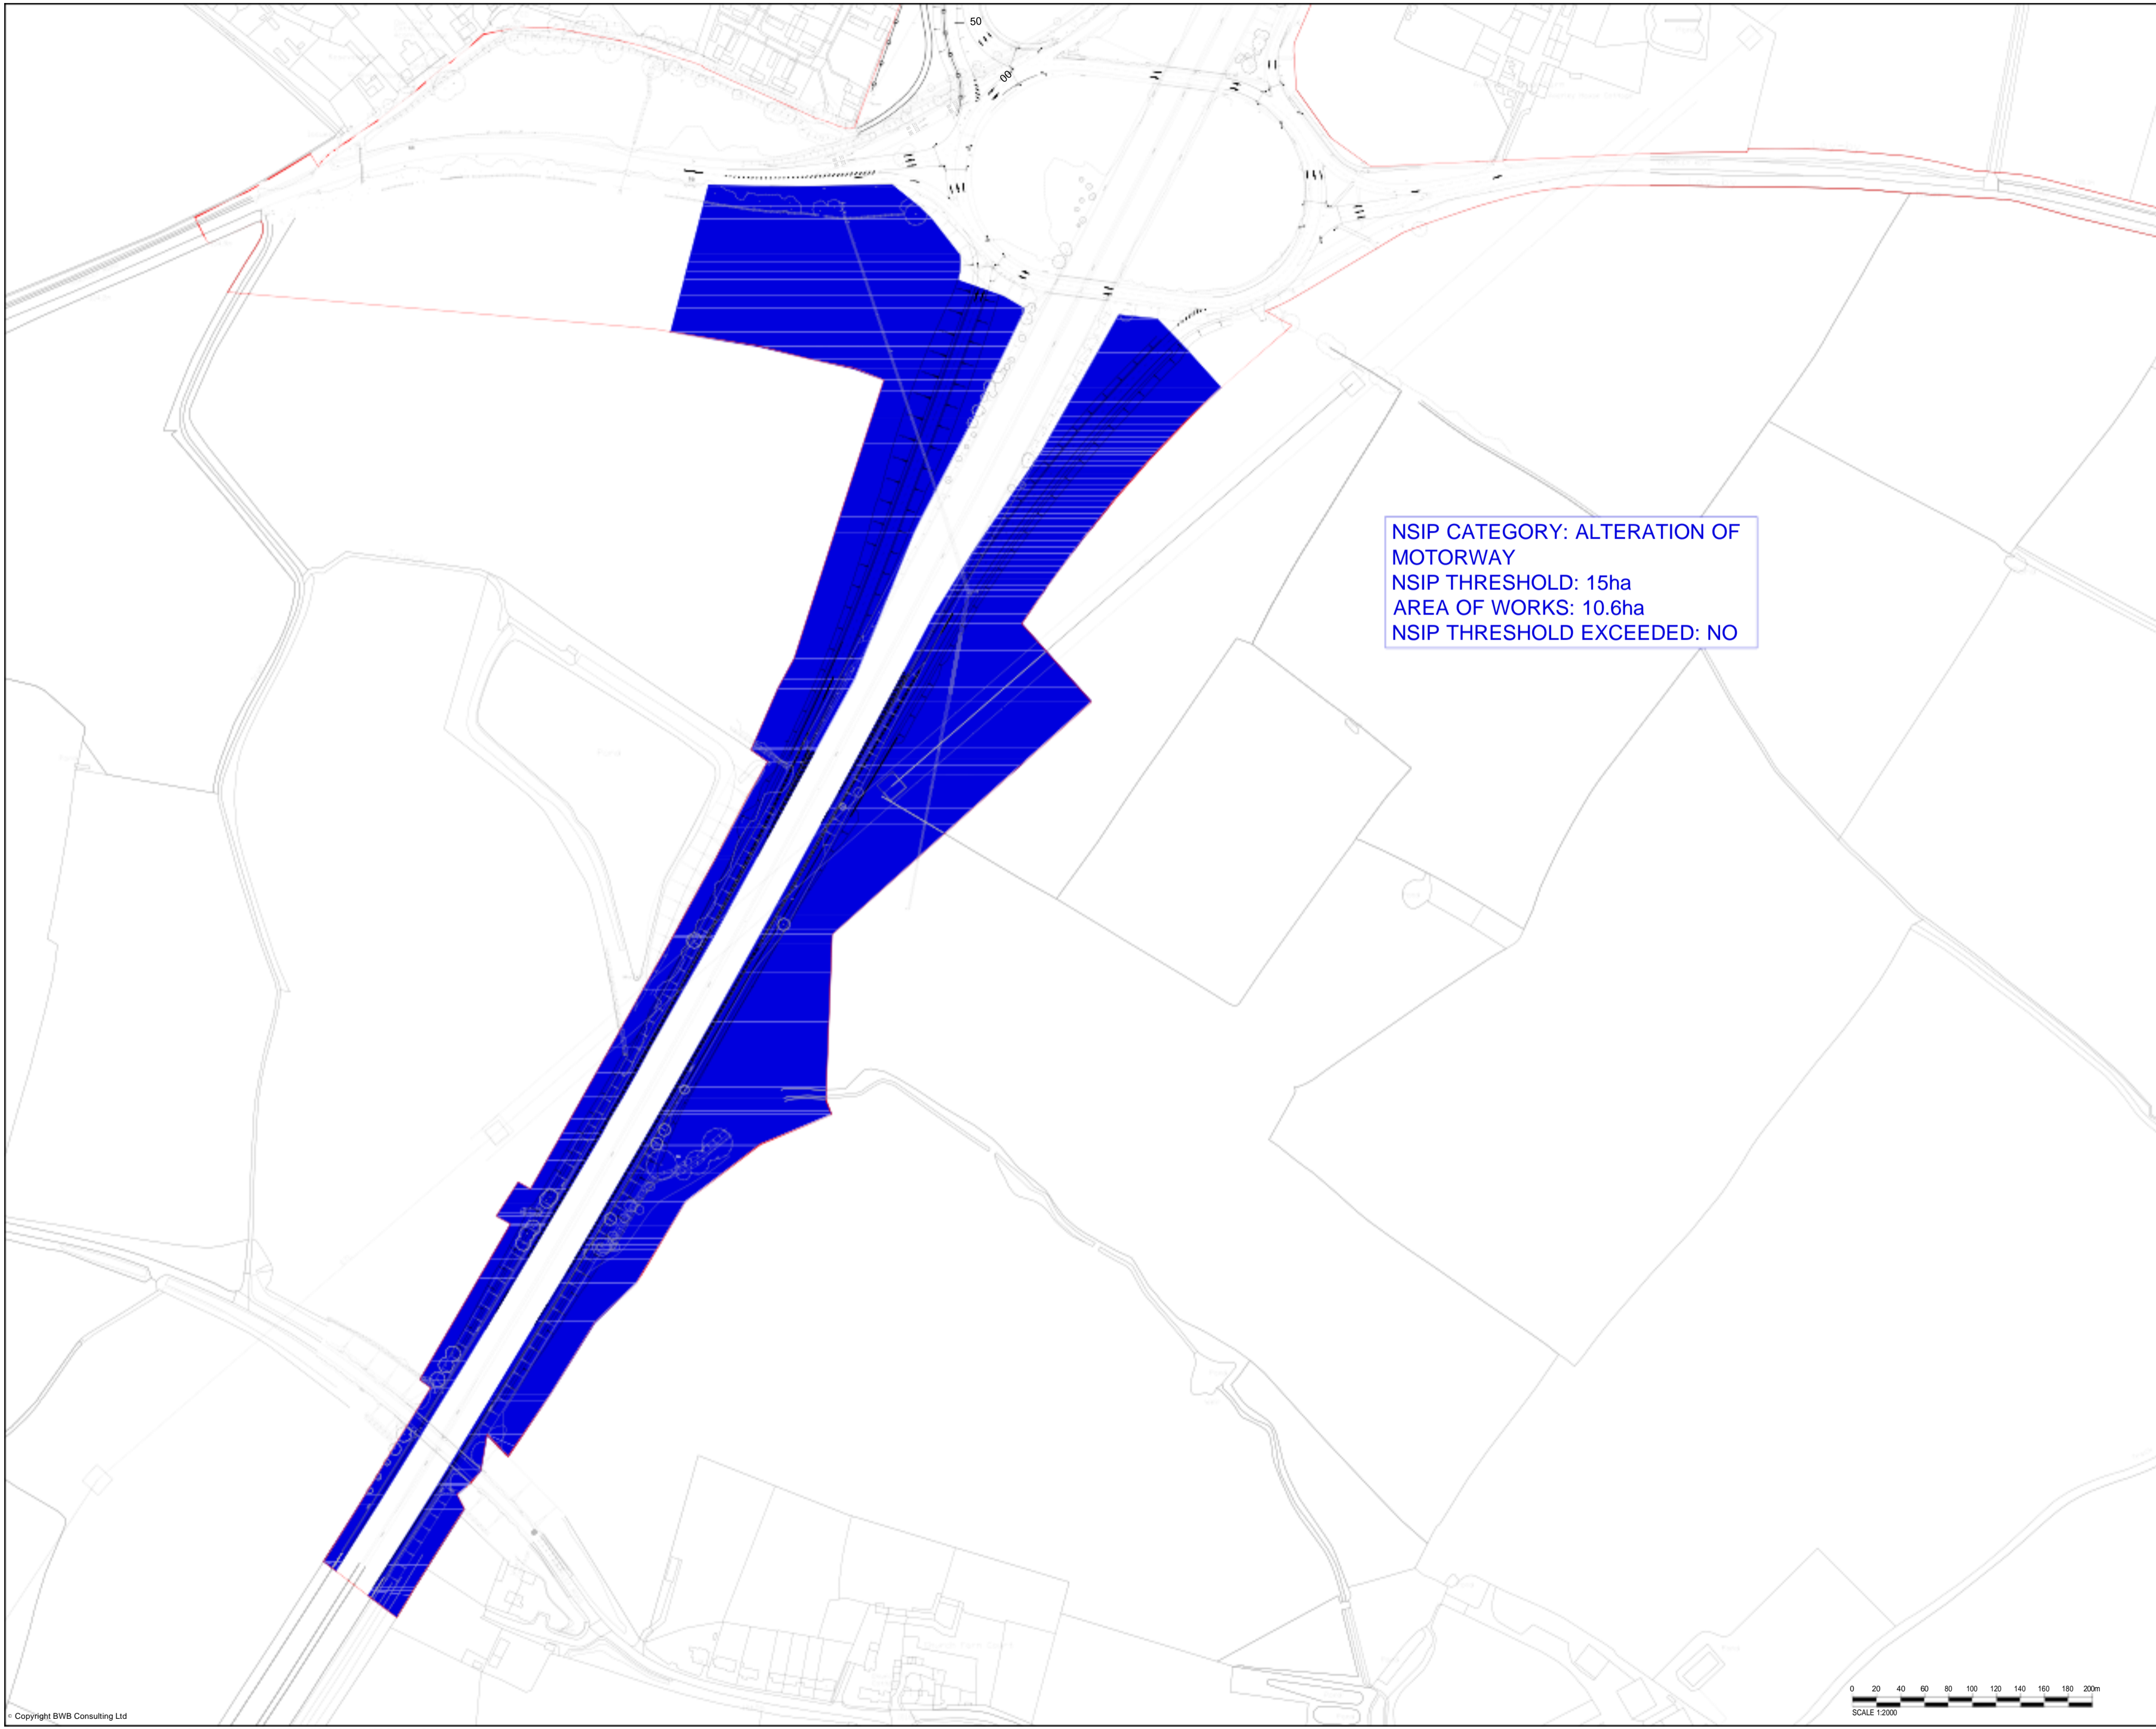 50
00
NSIP CATEGORY: ALTERATION OF
MOTORWAY
NSIP THRESHOLD: 15ha
AREA OF WORKS: 10.6ha
NSIP THRESHOLD EXCEEDED: NO
0 20 40 60 80 100 120 140 160 180 200m
SCALE 1:2000
© Copyright BWB Consulting Ltd